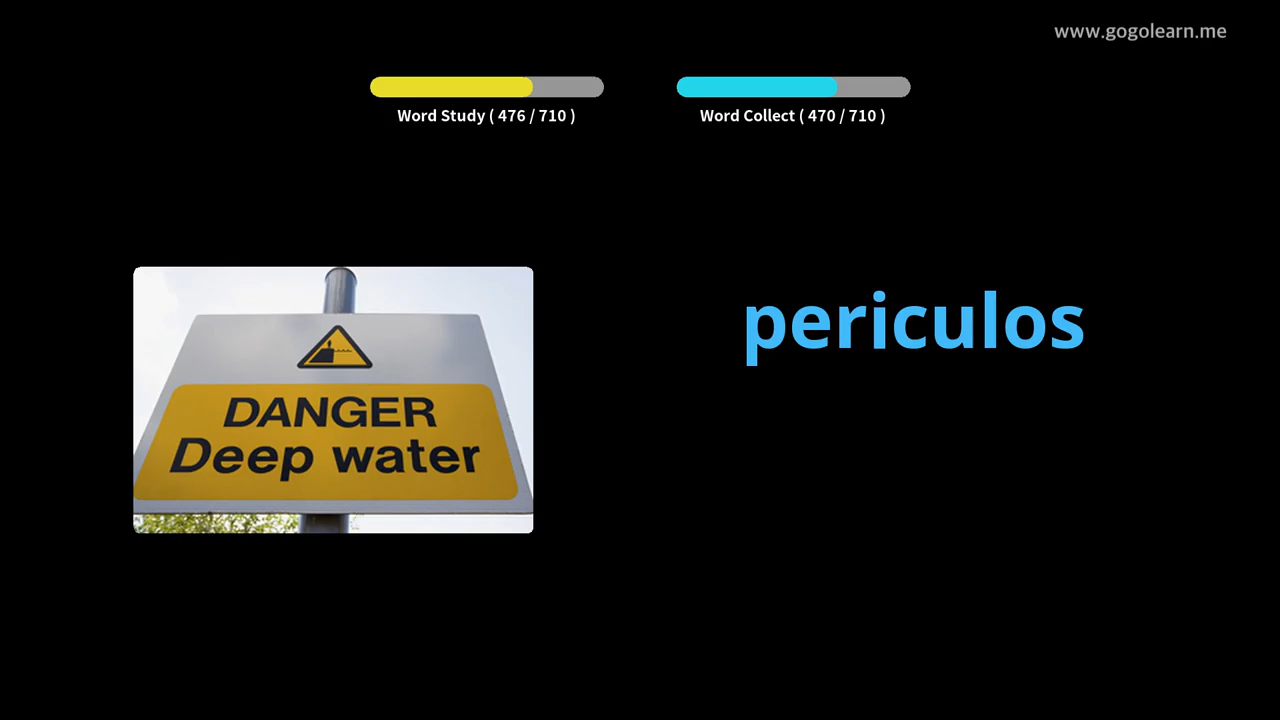 www.gogolearn.me
Word Study ( 476 / 710 )
Word Collect ( 470 / 710 )
periculos
DANGER
Deep water